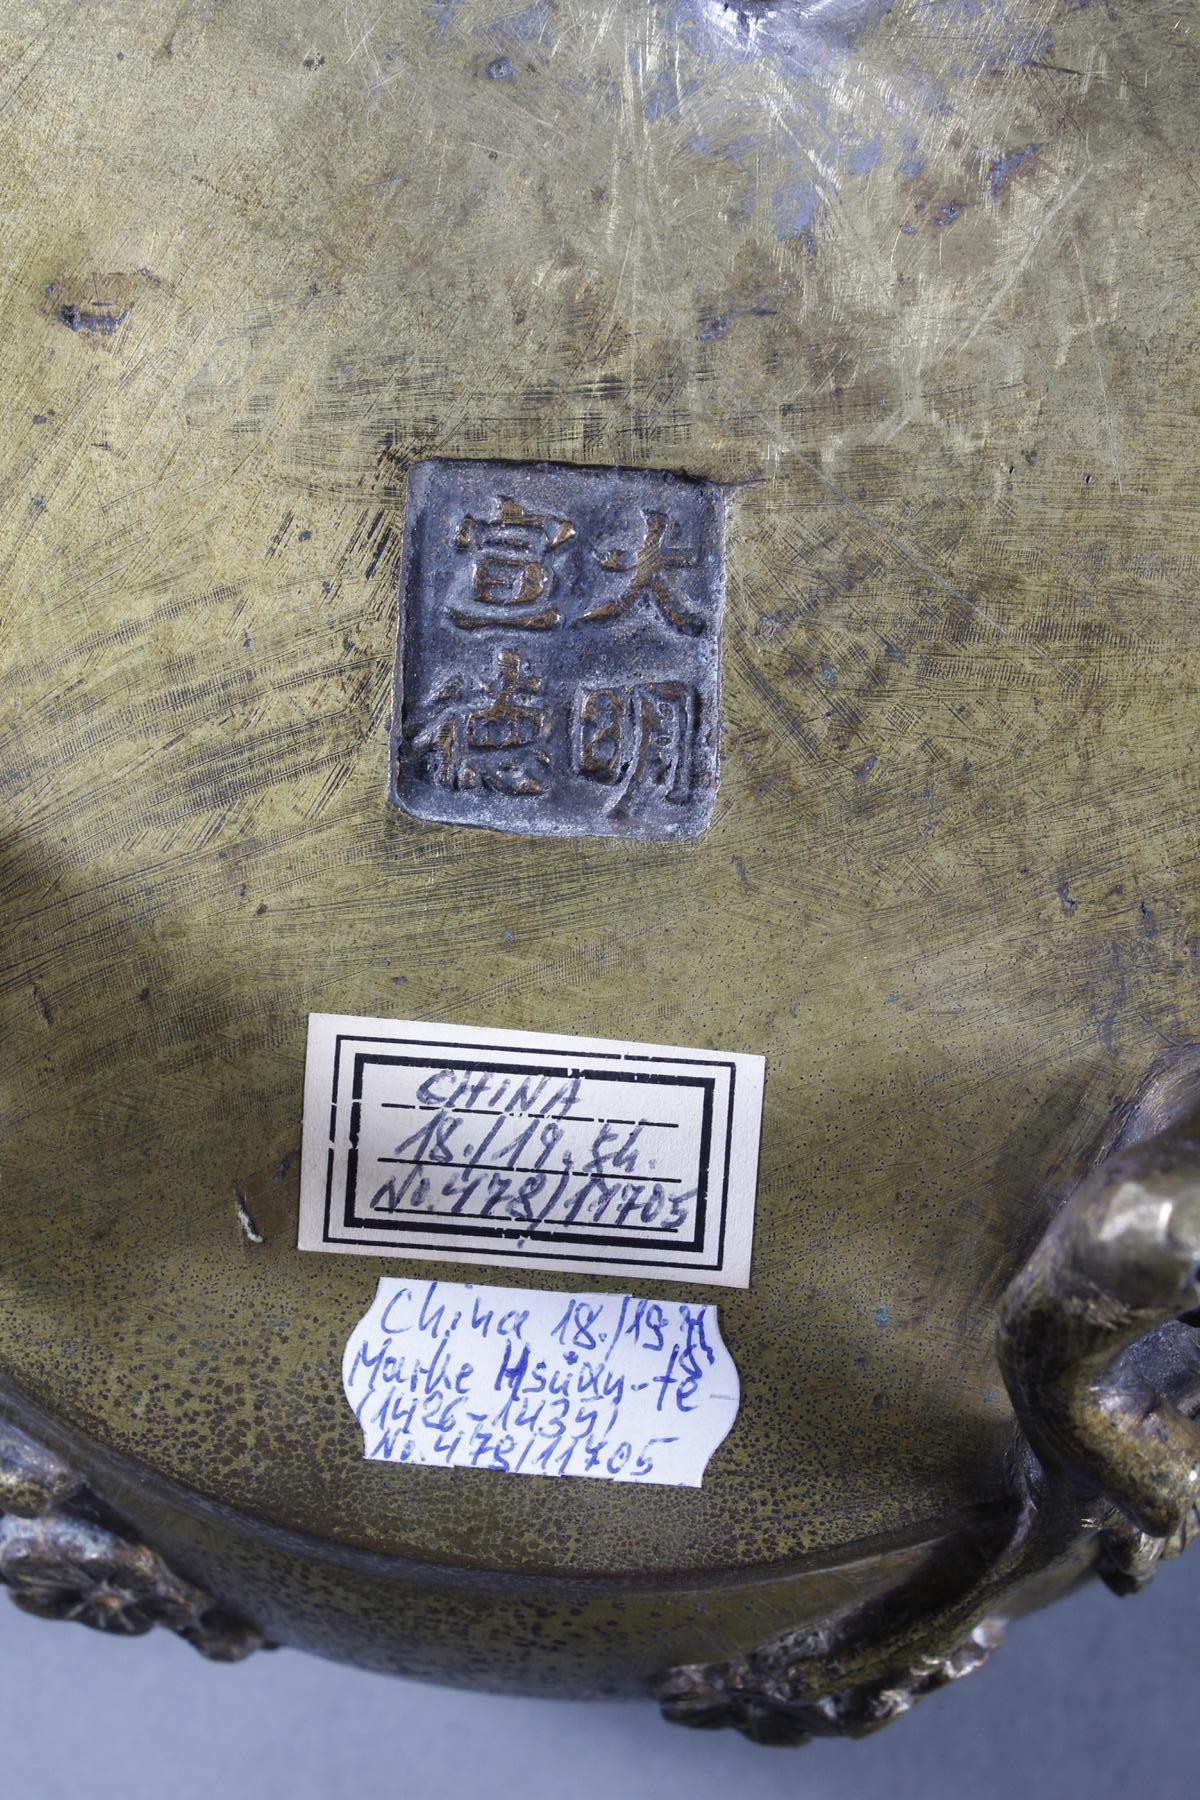 大明
宣德
CHINA
18./19. Jh.
No. 478/11705
China 18./19. Jh
Marke Hsüan-te
(1426-1435)
No. 478/11705